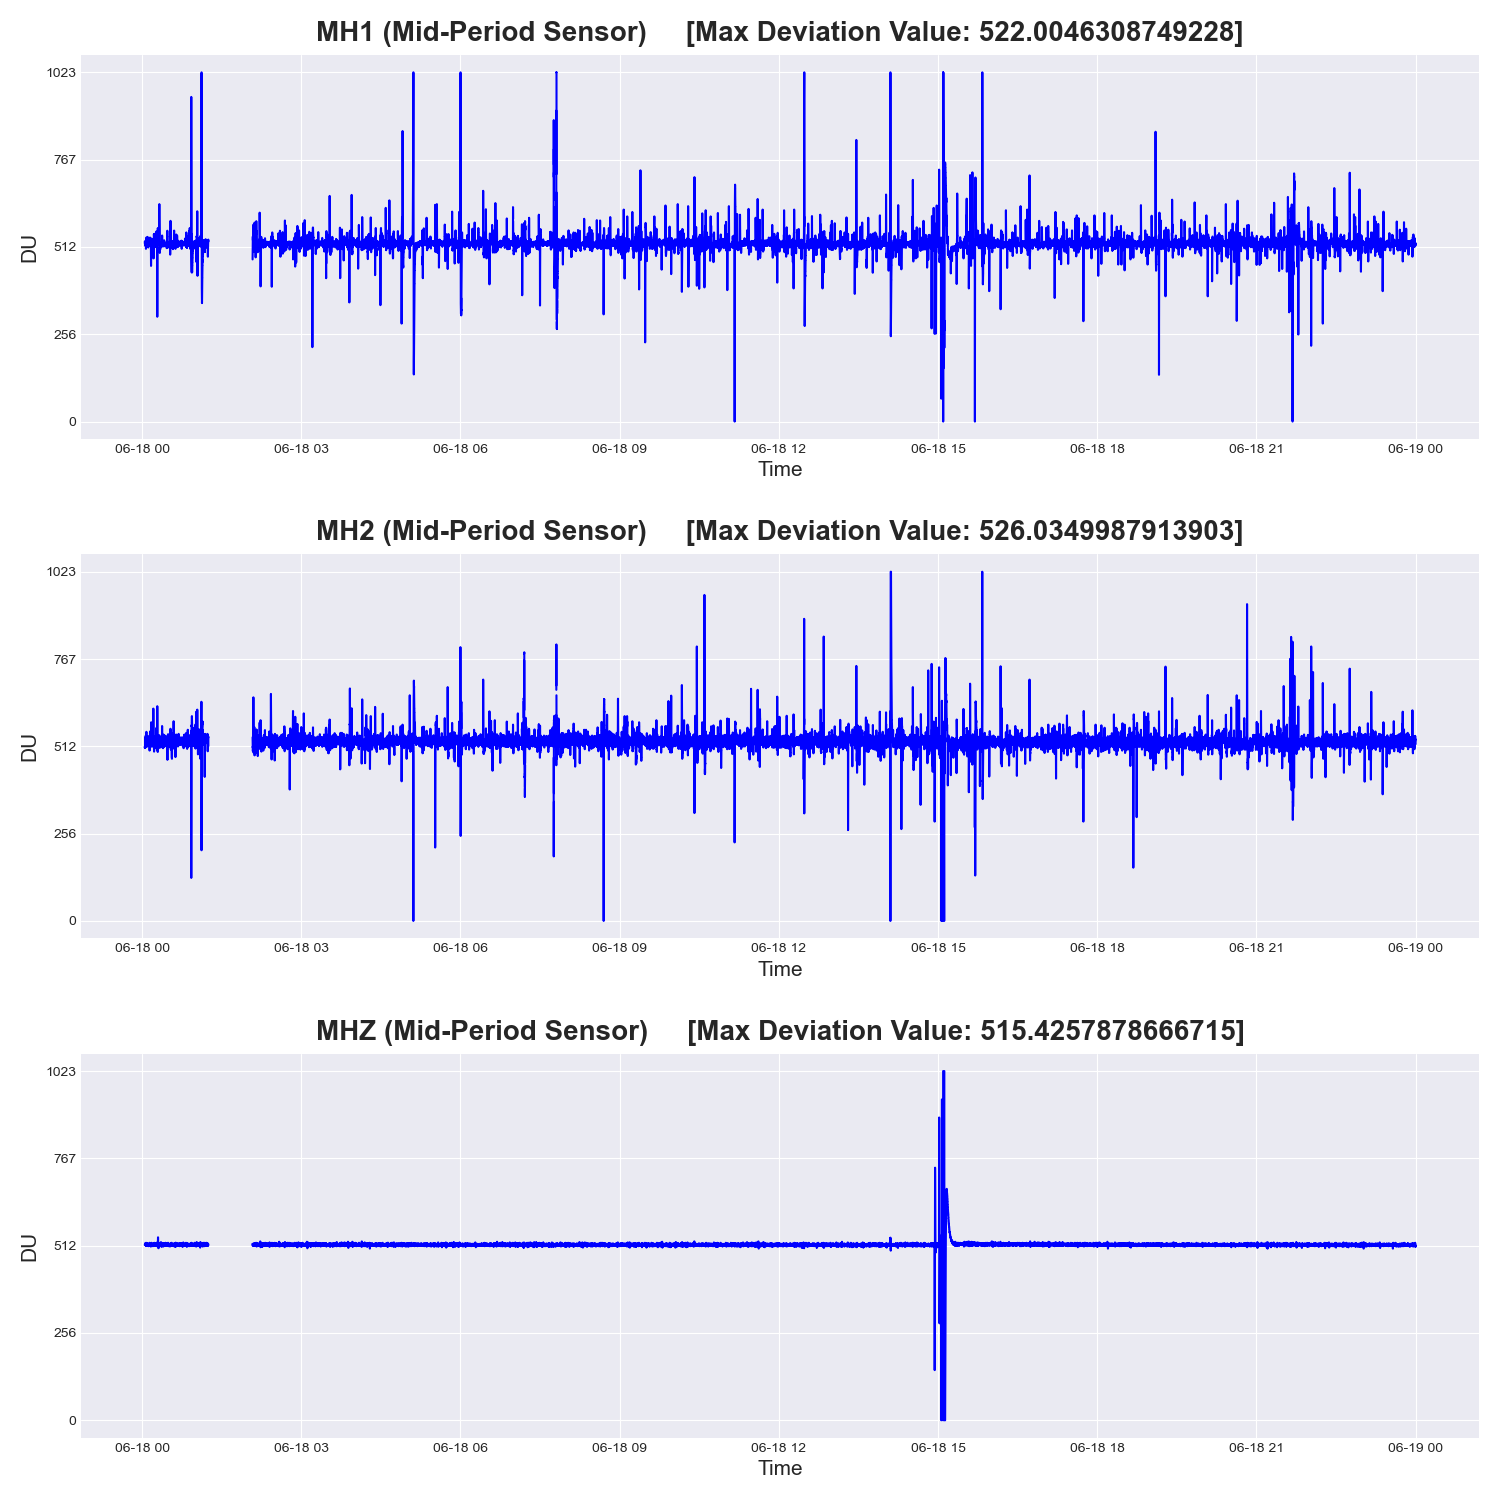 MH1 (Mid-Period Sensor) [Max Deviation Value: 522.0046308749228]
1023
767
512
256
0
DU
06-18 00 06-18 03 06-18 06 06-18 09 06-18 12 06-18 15 06-18 18 06-18 21 06-19 00
Time
MH2 (Mid-Period Sensor) [Max Deviation Value: 526.0349987913903]
1023
767
512
256
0
DU
06-18 00 06-18 03 06-18 06 06-18 09 06-18 12 06-18 15 06-18 18 06-18 21 06-19 00
Time
MHZ (Mid-Period Sensor) [Max Deviation Value: 515.4257878666715]
1023
767
512
256
0
DU
06-18 00 06-18 03 06-18 06 06-18 09 06-18 12 06-18 15 06-18 18 06-18 21 06-19 00
Time